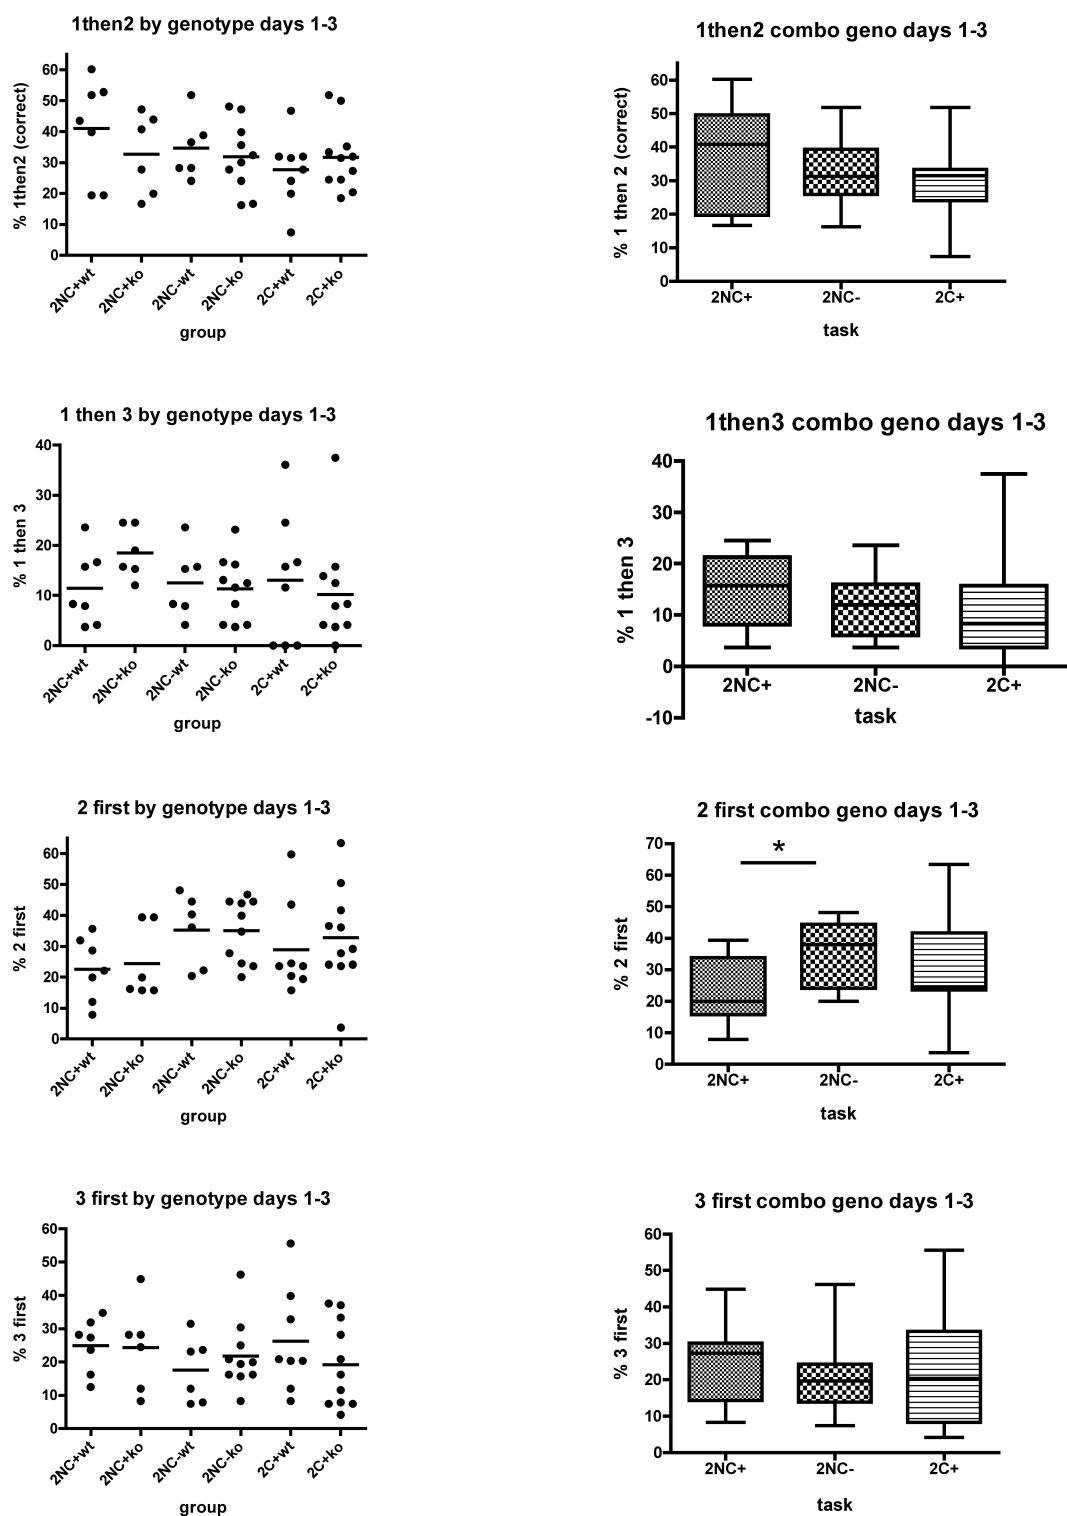 1then2 by genotype days 1-3
% 1then2 (correct)
60
50
40
30
20
10
0
2NC+wt
2NC+ko
2NC-wt
2NC-ko
2C+wt
2C+ko
group
1then2 combo geno days 1-3
% 1 then 2 (correct)
60
50
40
30
20
10
0
2NC+
2NC-
2C+
task
1 then 3 by genotype days 1-3
% 1 then 3
40
30
20
10
0
2NC+wt
2NC+ko
2NC-wt
2NC-ko
2C+wt
2C+ko
group
1then3 combo geno days 1-3
% 1 then 3
40
30
20
10
0
-10
2NC+
2NC-
2C+
task
2 first by genotype days 1-3
% 2 first
60
50
40
30
20
10
0
2NC+wt
2NC+ko
2NC-wt
2NC-ko
2C+wt
2C+ko
group
2 first combo geno days 1-3
% 2 first
70
60
50
40
30
20
10
0
*
2NC+
2NC-
2C+
task
3 first by genotype days 1-3
% 3 first
60
50
40
30
20
10
0
2NC+wt
2NC+ko
2NC-wt
2NC-ko
2C+wt
2C+ko
group
3 first combo geno days 1-3
% 3 first
60
50
40
30
20
10
0
2NC+
2NC-
2C+
task